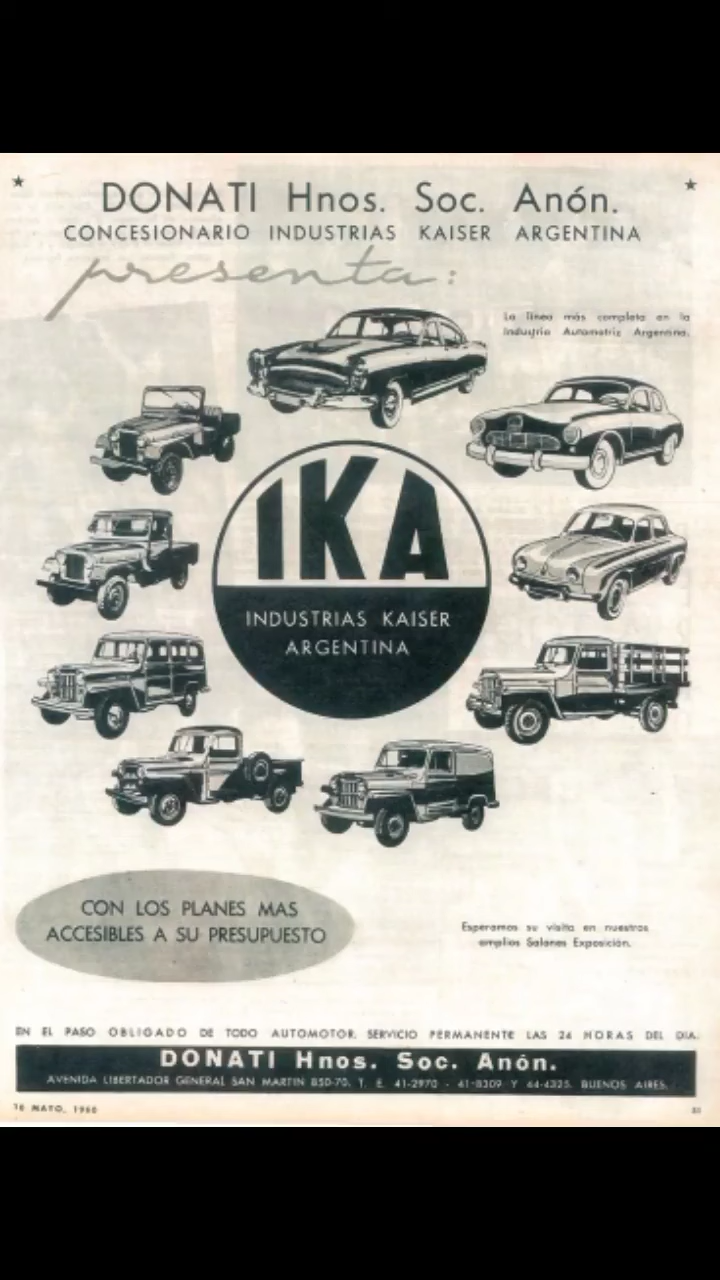 DONATI Hnos. Soc. Anón.
CONCESIONARIO INDUSTRIAS KAISER ARGENTINA
presenta:
La línea más completa en la
Industria Automotriz Argentina.
IKA
INDUSTRIAS KAISER
ARGENTINA
CON LOS PLANES MAS
ACCESIBLES A SU PRESUPUESTO
Esperamos su visita en nuestros
amplios Salones Exposición.
EN EL PASO OBLIGADO DE TODO AUTOMOTOR. SERVICIO PERMANENTE LAS 24 HORAS DEL DIA.
DONATI Hnos. Soc. Anón.
AVENIDA LIBERTADOR GENERAL SAN MARTIN 850-70. T. E. 41-2970 - 41-8309 Y 44-4325. BUENOS AIRES.
MAYO, 1960